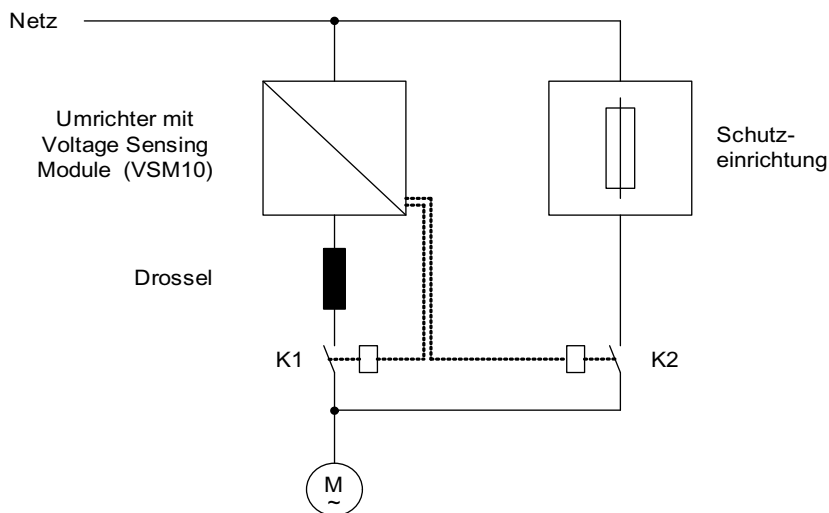 Netz
Umrichter mit
Voltage Sensing
Module (VSM10)
Schutz-
einrichtung
Drossel
K1
K2
M
~